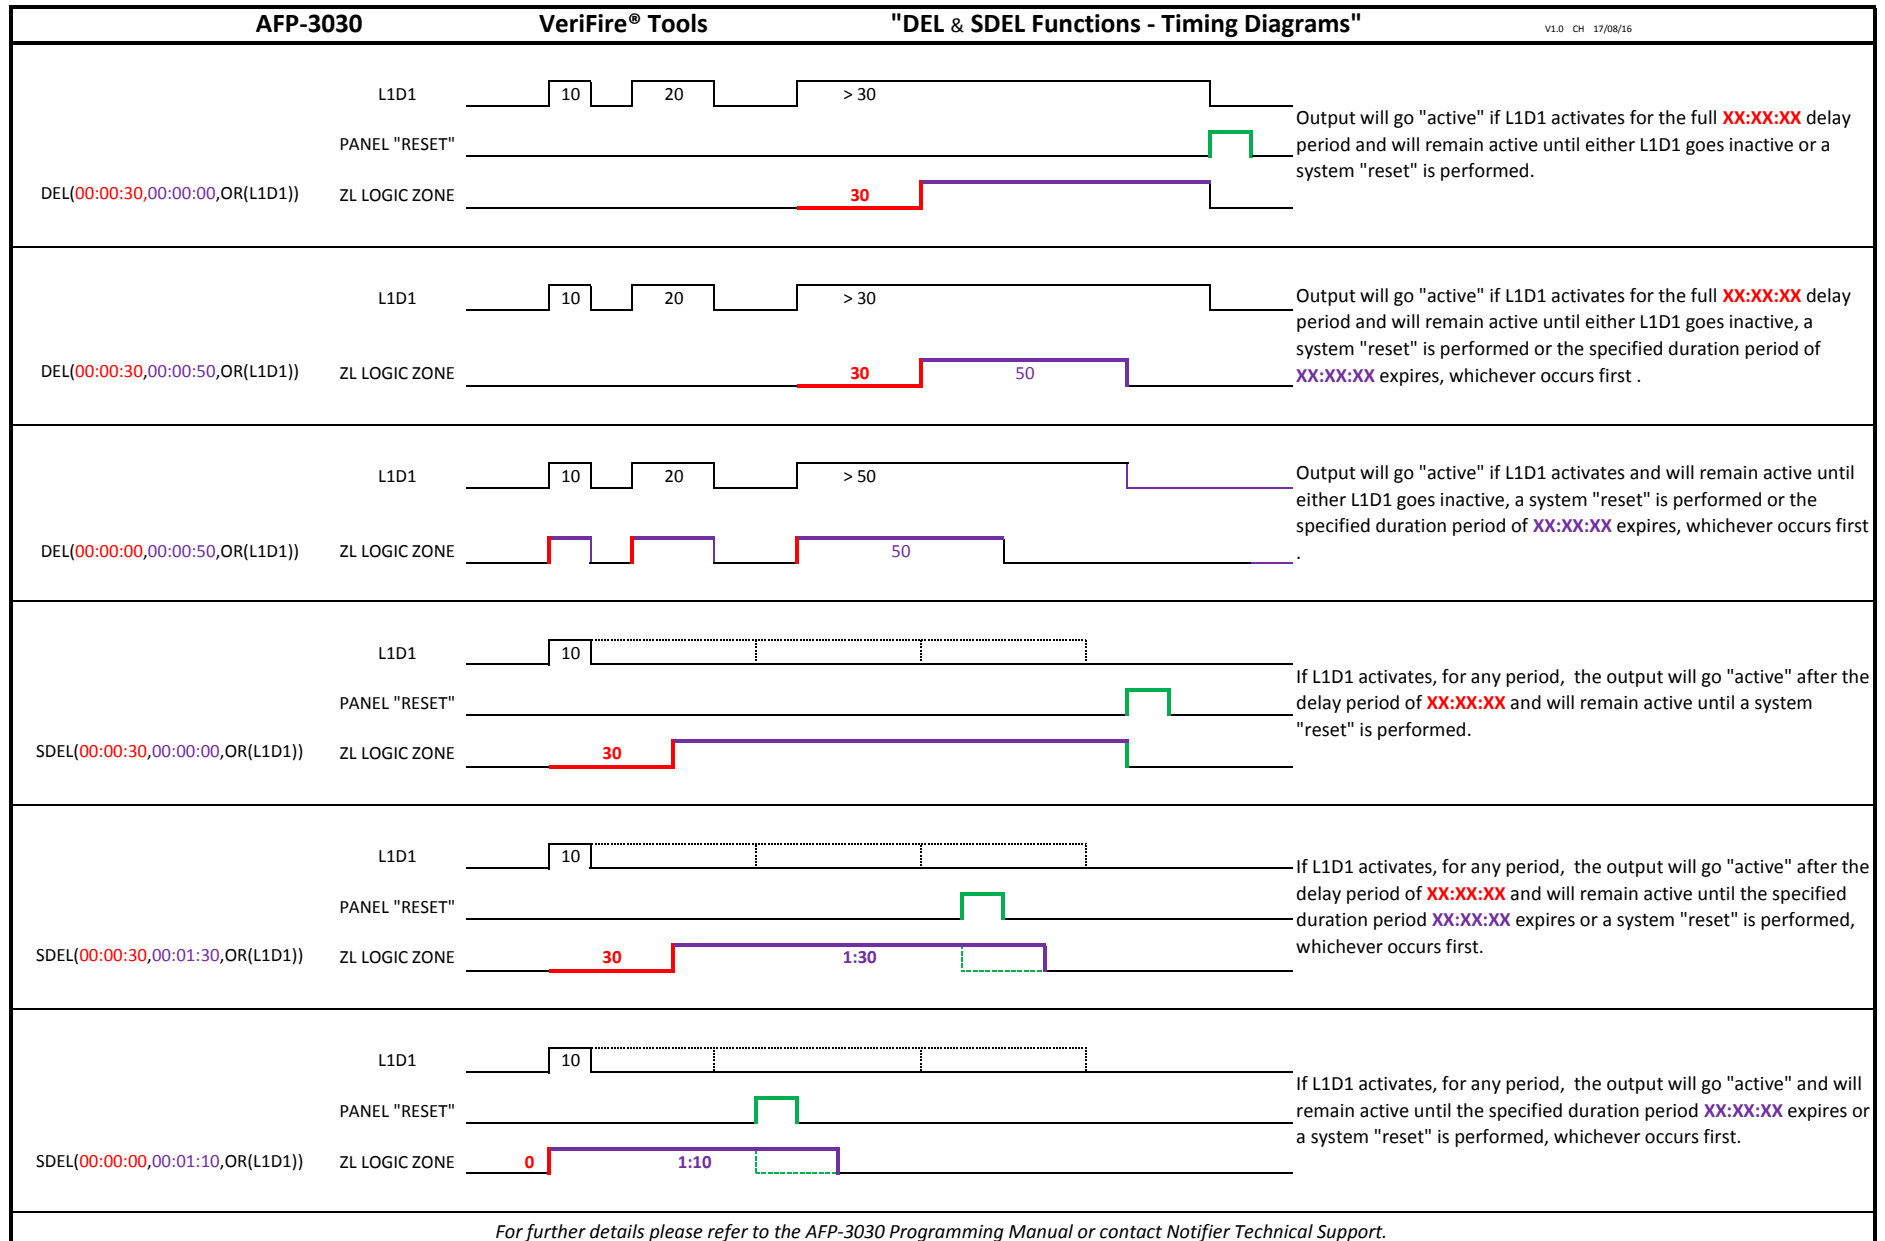 AFP-3030 VeriFire® Tools "DEL & SDEL Functions - Timing Diagrams" V1.0 CH 17/08/16
L1D1 10 20 > 30
PANEL "RESET"
DEL(00:00:30,00:00:00,OR(L1D1)) ZL LOGIC ZONE 30
Output will go "active" if L1D1 activates for the full XX:XX:XX delay
period and will remain active until either L1D1 goes inactive or a
system "reset" is performed.
L1D1 10 20 > 30
DEL(00:00:30,00:00:50,OR(L1D1)) ZL LOGIC ZONE 30 50
Output will go "active" if L1D1 activates for the full XX:XX:XX delay
period and will remain active until either L1D1 goes inactive, a
system "reset" is performed or the specified duration period of
XX:XX:XX expires, whichever occurs first .
L1D1 10 20 > 50
DEL(00:00:00,00:00:50,OR(L1D1)) ZL LOGIC ZONE 50
Output will go "active" if L1D1 activates and will remain active until
either L1D1 goes inactive, a system "reset" is performed or the
specified duration period of XX:XX:XX expires, whichever occurs first
.
L1D1 10
PANEL "RESET"
SDEL(00:00:30,00:00:00,OR(L1D1)) ZL LOGIC ZONE 30
If L1D1 activates, for any period, the output will go "active" after the
delay period of XX:XX:XX and will remain active until a system
"reset" is performed.
L1D1 10
PANEL "RESET"
SDEL(00:00:30,00:01:30,OR(L1D1)) ZL LOGIC ZONE 30 1:30
If L1D1 activates, for any period, the output will go "active" after the
delay period of XX:XX:XX and will remain active until the specified
duration period XX:XX:XX expires or a system "reset" is performed,
whichever occurs first.
L1D1 10
PANEL "RESET"
SDEL(00:00:00,00:01:10,OR(L1D1)) ZL LOGIC ZONE 0 1:10
If L1D1 activates, for any period, the output will go "active" and will
remain active until the specified duration period XX:XX:XX expires or
a system "reset" is performed, whichever occurs first.
For further details please refer to the AFP-3030 Programming Manual or contact Notifier Technical Support.